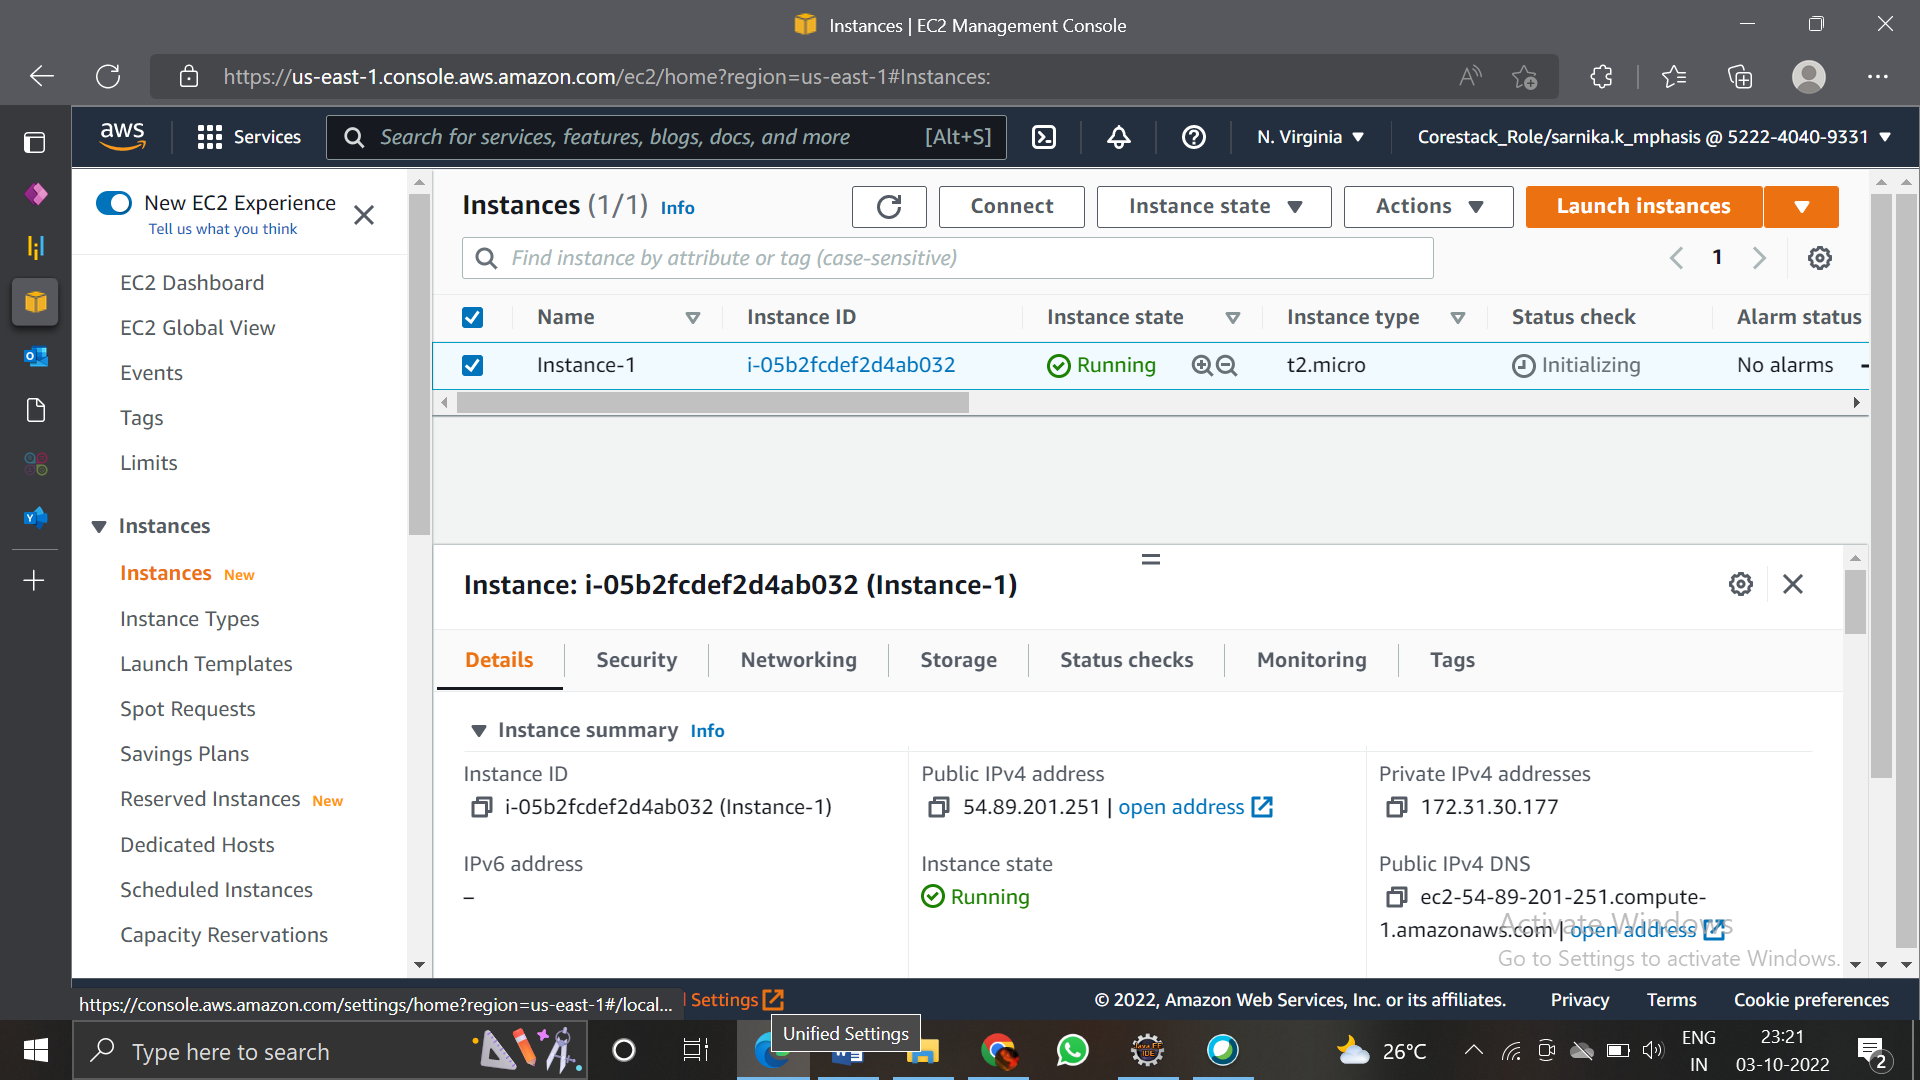 Instances | EC2 Management Console
https://us-east-1.console.aws.amazon.com/ec2/home?region=us-east-1#Instances:
aws
Services
Search for services, features, blogs, docs, and more [Alt+S]
N. Virginia
Corestack_Role/sarnika.k_mphasis @ 5222-4040-9331
New EC2 Experience
Tell us what you think
EC2 Dashboard
EC2 Global View
Events
Tags
Limits
Instances
Instances New
Instance Types
Launch Templates
Spot Requests
Savings Plans
Reserved Instances New
Dedicated Hosts
Scheduled Instances
Capacity Reservations
Instances (1/1) Info
Connect
Instance state
Actions
Launch instances
Find instance by attribute or tag (case-sensitive)
1
Name Instance ID Instance state Instance type Status check Alarm status
Instance-1 i-05b2fcdef2d4ab032 Running t2.micro Initializing No alarms
Instance: i-05b2fcdef2d4ab032 (Instance-1)
Details Security Networking Storage Status checks Monitoring Tags
Instance summary Info
Instance ID
i-05b2fcdef2d4ab032 (Instance-1)
Public IPv4 address
54.89.201.251 | open address
Private IPv4 addresses
172.31.30.177
IPv6 address
–
Instance state
Running
Public IPv4 DNS
ec2-54-89-201-251.compute-
1.amazonaws.com | open address
Activate Windows
Go to Settings to activate Windows.
https://console.aws.amazon.com/settings/home?region=us-east-1#/local...
Settings
© 2022, Amazon Web Services, Inc. or its affiliates. Privacy Terms Cookie preferences
Unified Settings
Type here to search
26°C
ENG
IN
23:21
03-10-2022
2